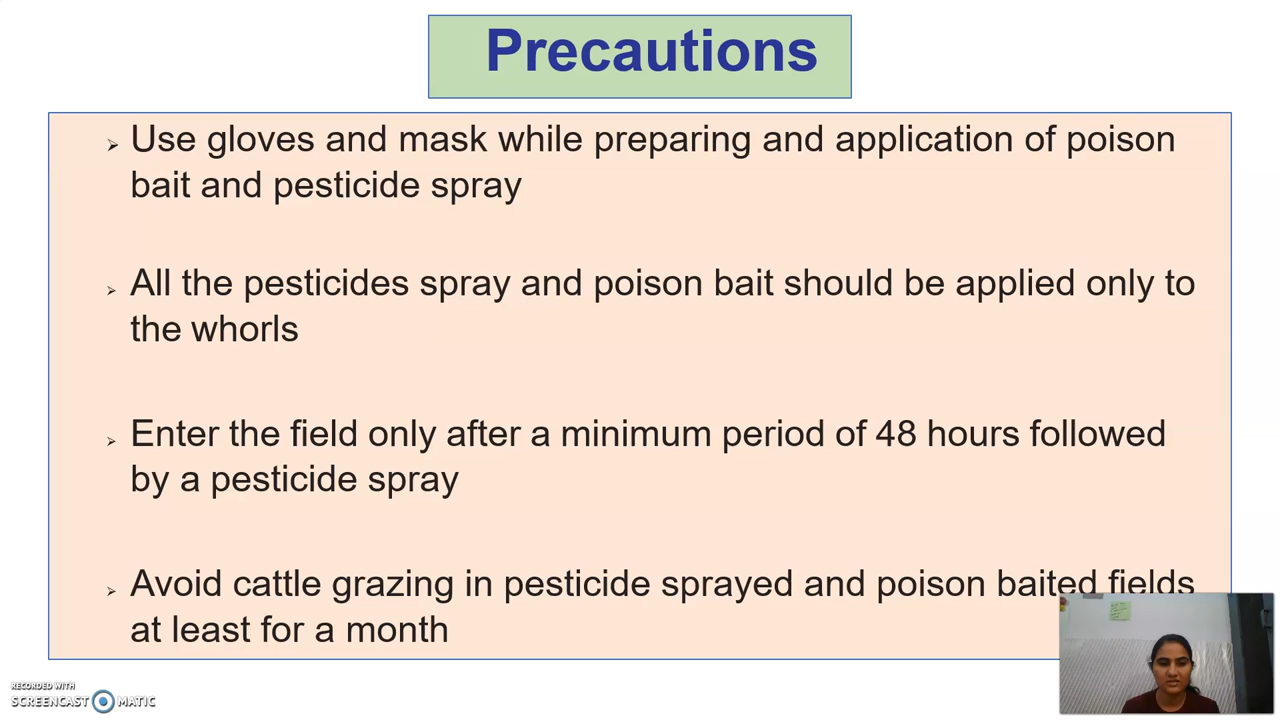 Precautions
Use gloves and mask while preparing and application of poison
bait and pesticide spray
All the pesticides spray and poison bait should be applied only to
the whorls
Enter the field only after a minimum period of 48 hours followed
by a pesticide spray
Avoid cattle grazing in pesticide sprayed and poison baited fields
at least for a month
RECORDED WITH
SCREENCAST MATIC